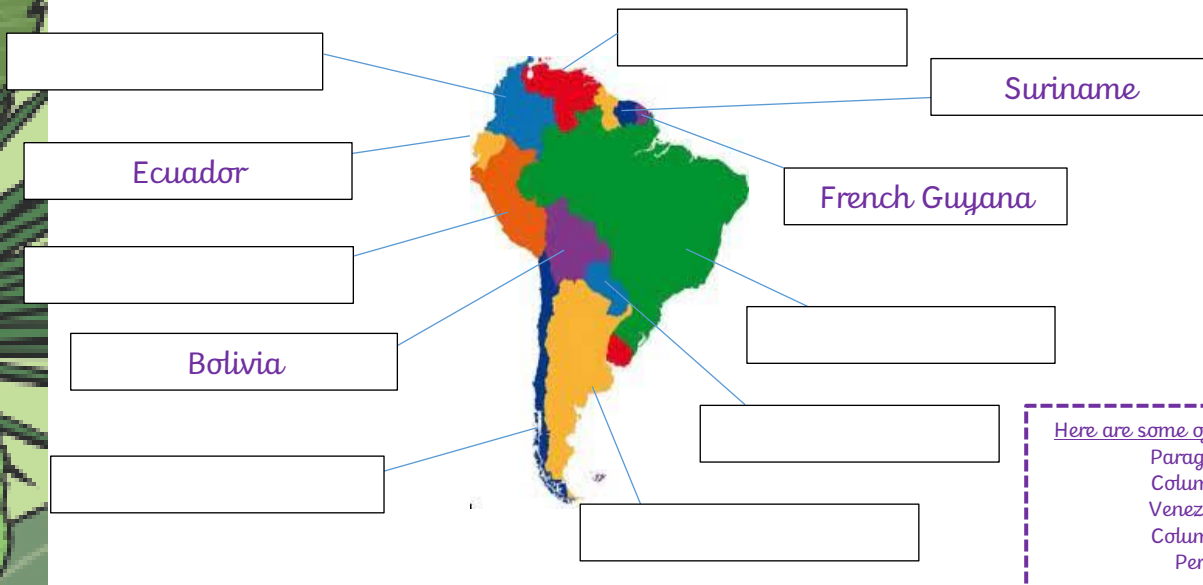 Suriname
Ecuador
French Guyana
Bolivia
Here are some o
Parag
Colum
Venez
Colum
Per